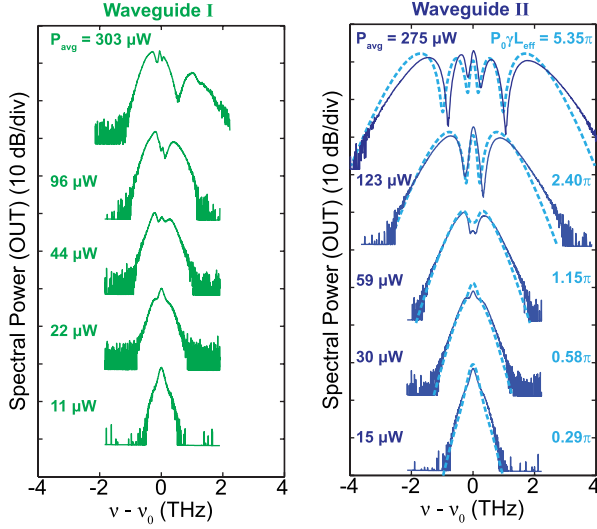 Waveguide I
P_avg = 303 µW
96 µW
44 µW
22 µW
11 µW
Spectral Power (OUT) (10 dB/div)
-4 -2 0 2 4
ν - ν₀ (THz)
Waveguide II
P_avg = 275 µW P₀γL_eff = 5.35π
123 µW 2.40π
59 µW 1.15π
30 µW 0.58π
15 µW 0.29π
Spectral Power (OUT) (10 dB/div)
-4 -2 0 2 4
ν - ν₀ (THz)